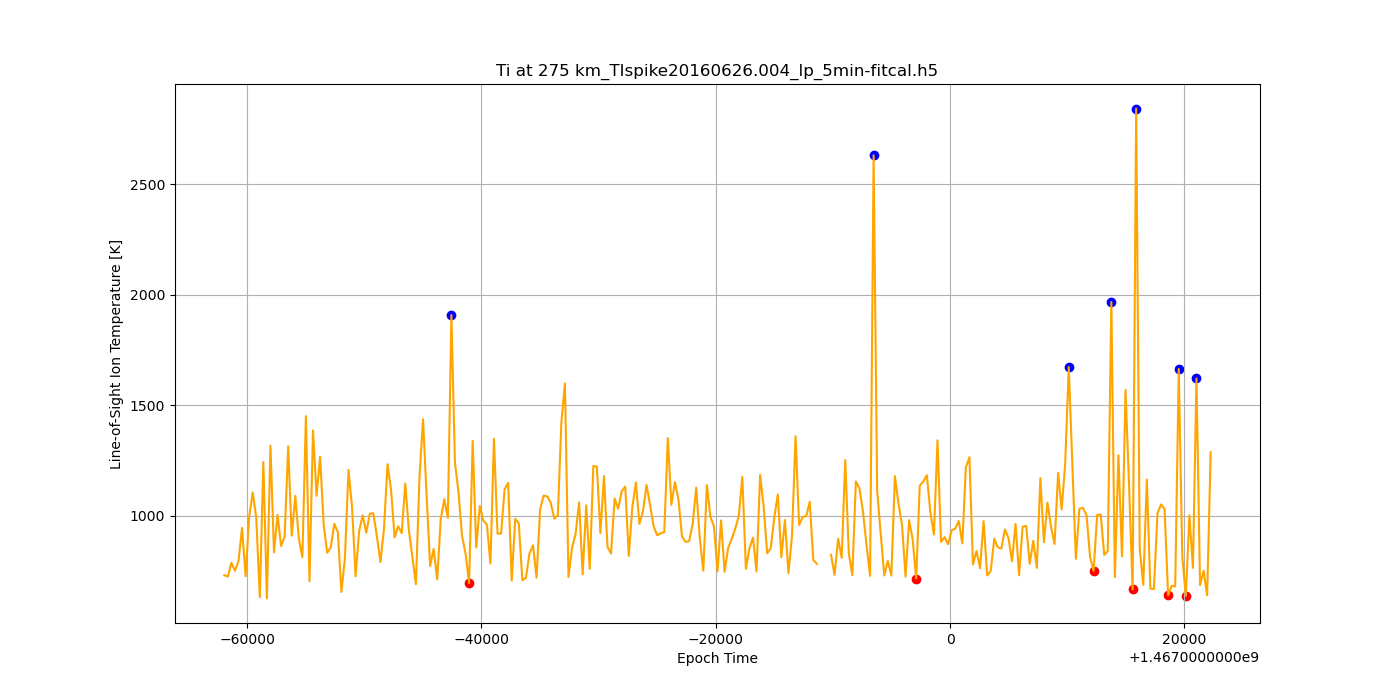 Ti at 275 km_TIspike20160626.004_lp_5min-fitcal.h5
Line-of-Sight Ion Temperature [K]
2500
2000
1500
1000
−60000
−40000
−20000
0
20000
Epoch Time
+1.4670000000e9